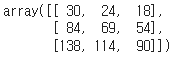 array([[ 30,  24,  18],
       [ 84,  69,  54],
       [138, 114,  90]])